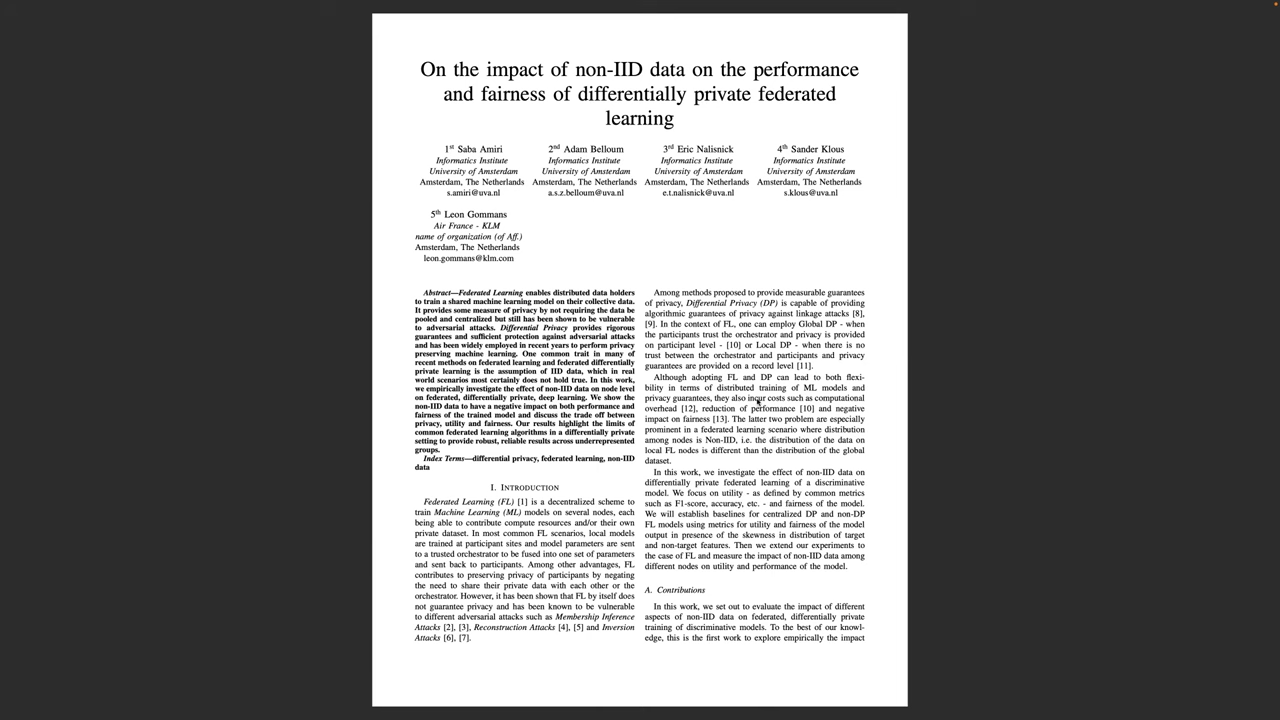 On the impact of non-IID data on the performance
and fairness of differentially private federated
learning
1st Saba Amiri
Informatics Institute
University of Amsterdam
Amsterdam, The Netherlands
s.amiri@uva.nl
2nd Adam Belloum
Informatics Institute
University of Amsterdam
Amsterdam, The Netherlands
a.s.z.belloum@uva.nl
3rd Eric Nalisnick
Informatics Institute
University of Amsterdam
Amsterdam, The Netherlands
e.t.nalisnick@uva.nl
4th Sander Klous
Informatics Institute
University of Amsterdam
Amsterdam, The Netherlands
s.klous@uva.nl
5th Leon Gommans
Air France - KLM
name of organization (of Aff.)
Amsterdam, The Netherlands
leon.gommans@klm.com
Abstract—Federated Learning enables distributed data holders
to train a shared machine learning model on their collective data.
It provides some measure of privacy by not requiring the data be
pooled and centralized but still has been shown to be vulnerable
to adversarial attacks. Differential Privacy provides rigorous
guarantees and sufficient protection against adversarial attacks
and has been widely employed in recent years to perform privacy
preserving machine learning. One common trait in many of
recent methods on federated learning and federated differentially
private learning is the assumption of IID data, which in real
world scenarios most certainly does not hold true. In this work,
we empirically investigate the effect of non-IID data on node level
on federated, differentially private, deep learning. We show the
non-IID data to have a negative impact on both performance and
fairness of the trained model and discuss the trade off between
privacy, utility and fairness. Our results highlight the limits of
common federated learning algorithms in a differentially private
setting to provide robust, reliable results across underrepresented
groups.
Index Terms—differential privacy, federated learning, non-IID
data
I. INTRODUCTION
Federated Learning (FL) [1] is a decentralized scheme to
train Machine Learning (ML) models on several nodes, each
being able to contribute compute resources and/or their own
private dataset. In most common FL scenarios, local models
are trained at participant sites and model parameters are sent
to a trusted orchestrator to be fused into one set of parameters
and sent back to participants. Among other advantages, FL
contributes to preserving privacy of participants by negating
the need to share their private data with each other or the
orchestrator. However, it has been shown that FL by itself does
not guarantee privacy and has been known to be vulnerable
to different adversarial attacks such as Membership Inference
Attacks [2], [3], Reconstruction Attacks [4], [5] and Inversion
Attacks [6], [7].
Among methods proposed to provide measurable guarantees
of privacy, Differential Privacy (DP) is capable of providing
algorithmic guarantees of privacy against linkage attacks [8],
[9]. In the context of FL, one can employ Global DP - when
the participants trust the orchestrator and privacy is provided
on participant level - [10] or Local DP - when there is no
trust between the orchestrator and participants and privacy
guarantees are provided on a record level [11].
Although adopting FL and DP can lead to both flexi-
bility in terms of distributed training of ML models and
privacy guarantees, they also incur costs such as computational
overhead [12], reduction of performance [10] and negative
impact on fairness [13]. The latter two problem are especially
prominent in a federated learning scenario where distribution
among nodes is Non-IID, i.e. the distribution of the data on
local FL nodes is different than the distribution of the global
dataset.
In this work, we investigate the effect of non-IID data on
differentially private federated learning of a discriminative
model. We focus on utility - as defined by common metrics
such as F1-score, accuracy, etc. - and fairness of the model.
We will establish baselines for centralized DP and non-DP
FL models using metrics for utility and fairness of the model
output in presence of the skewness in distribution of target
and non-target features. Then we extend our experiments to
the case of FL and measure the impact of non-IID data among
different nodes on utility and performance of the model.
A. Contributions
In this work, we set out to evaluate the impact of different
aspects of non-IID data on federated, differentially private
training of discriminative models. To the best of our knowl-
edge, this is the first work to explore empirically the impact